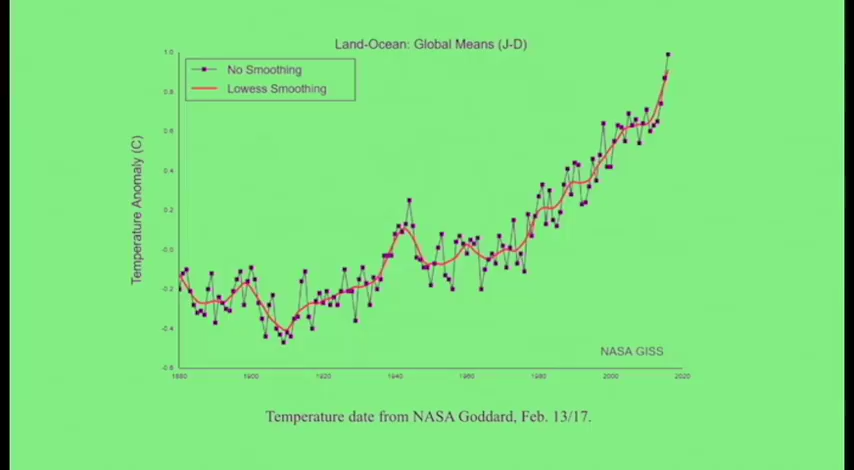 Land-Ocean: Global Means (J-D)
No Smoothing
Lowess Smoothing
Temperature Anomaly (C)
1.0
0.8
0.6
0.4
0.2
-0.0
-0.2
-0.4
-0.6
NASA GISS
1880 1900 1920 1940 1960 1980 2000 2020
Temperature date from NASA Goddard, Feb. 13/17.